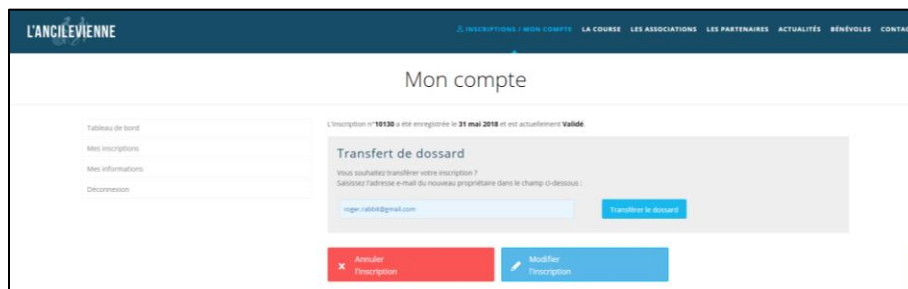 L'ANCILEVIENNE
INSCRIPTIONS / MON COMPTE LA COURSE LES ASSOCIATIONS LES PARTENAIRES ACTUALITÉS BÉNÉVOLES CONTAC
Mon compte
Tableau de bord
Mes inscriptions
Mes informations
Déconnexion
L'inscription n°10130 a été enregistrée le 31 mai 2018 et est actuellement Validé.
Transfert de dossard
Vous souhaitez transférer votre inscription ?
Saisissez l'adresse e-mail du nouveau propriétaire dans le champ ci-dessous :
roger.rabbit@gmail.com
Transférer le dossard
Annuler
l'inscription
Modifier
l'inscription